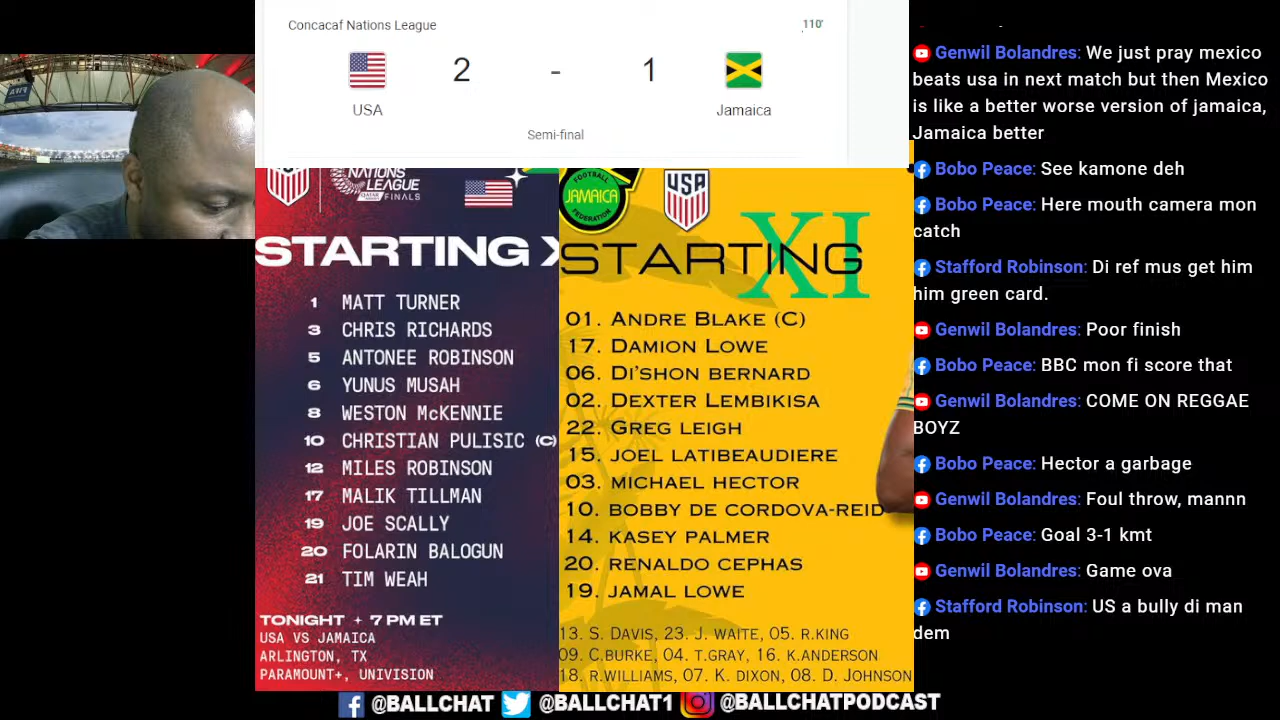 Concacaf Nations League
110'
2 - 1
USA
Jamaica
Semi-final
NATIONS
LEAGUE
FINALS
STARTING X
1 MATT TURNER
3 CHRIS RICHARDS
5 ANTONEE ROBINSON
6 YUNUS MUSAH
8 WESTON McKENNIE
10 CHRISTIAN PULISIC (C)
12 MILES ROBINSON
17 MALIK TILLMAN
19 JOE SCALLY
20 FOLARIN BALOGUN
21 TIM WEAH
TONIGHT + 7 PM ET
USA VS JAMAICA
ARLINGTON, TX
PARAMOUNT+, UNIVISION
FOOTBALL
JAMAICA
FEDERATION
USA
STARTING XI
01. ANDRE BLAKE (C)
17. DAMION LOWE
06. DI'SHON BERNARD
02. DEXTER LEMBIKISA
22. GREG LEIGH
15. JOEL LATIBEAUDIERE
03. MICHAEL HECTOR
10. BOBBY DE CORDOVA-REID
14. KASEY PALMER
20. RENALDO CEPHAS
19. JAMAL LOWE
13. S. DAVIS, 23. J. WAITE, 05. R.KING
09. C.BURKE, 04. T.GRAY, 16. K.ANDERSON
18. R.WILLIAMS, 07. K. DIXON, 08. D. JOHNSON
Genwil Bolandres: We just pray mexico
beats usa in next match but then Mexico
is like a better worse version of jamaica,
Jamaica better
Bobo Peace: See kamone deh
Bobo Peace: Here mouth camera mon
catch
Stafford Robinson: Di ref mus get him
him green card.
Genwil Bolandres: Poor finish
Bobo Peace: BBC mon fi score that
Genwil Bolandres: COME ON REGGAE
BOYZ
Bobo Peace: Hector a garbage
Genwil Bolandres: Foul throw, mannn
Bobo Peace: Goal 3-1 kmt
Genwil Bolandres: Game ova
Stafford Robinson: US a bully di man
dem
@BALLCHAT @BALLCHAT1 @BALLCHATPODCAST